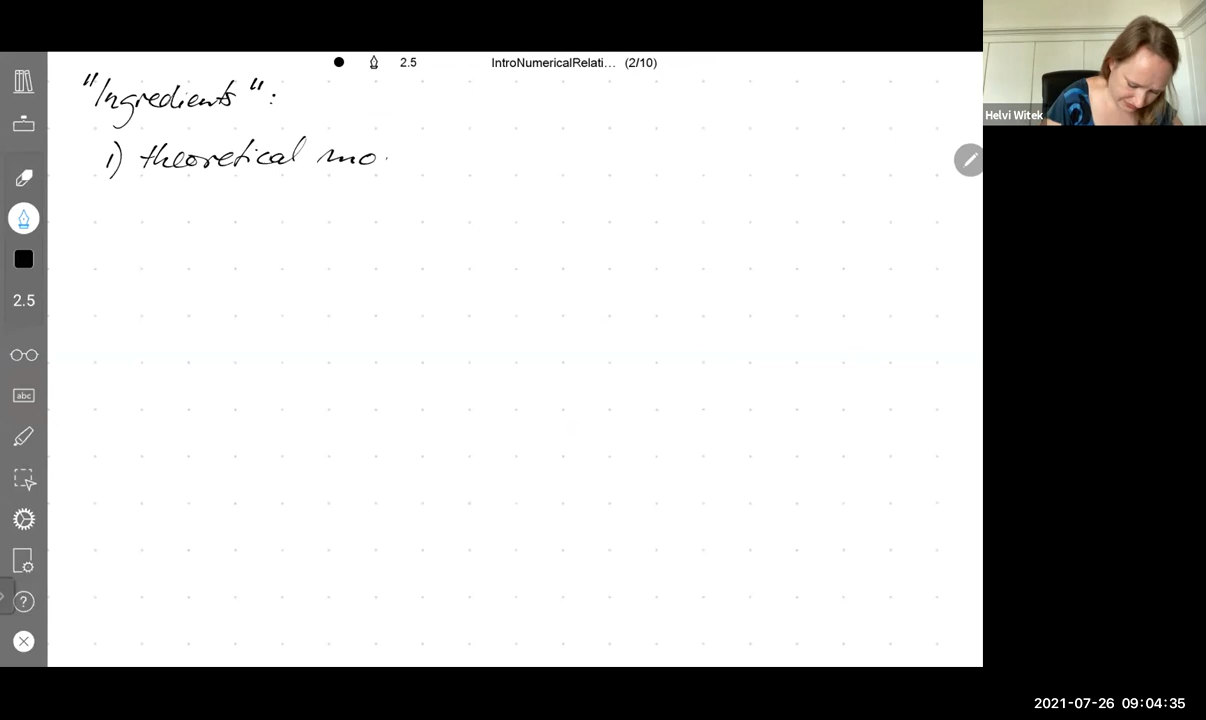 2.5 IntroNumericalRelati... (2/10)
"Ingredients":
1) theoretical mo
2.5
abc
?
Helvi Witek
2021-07-26 09:04:35